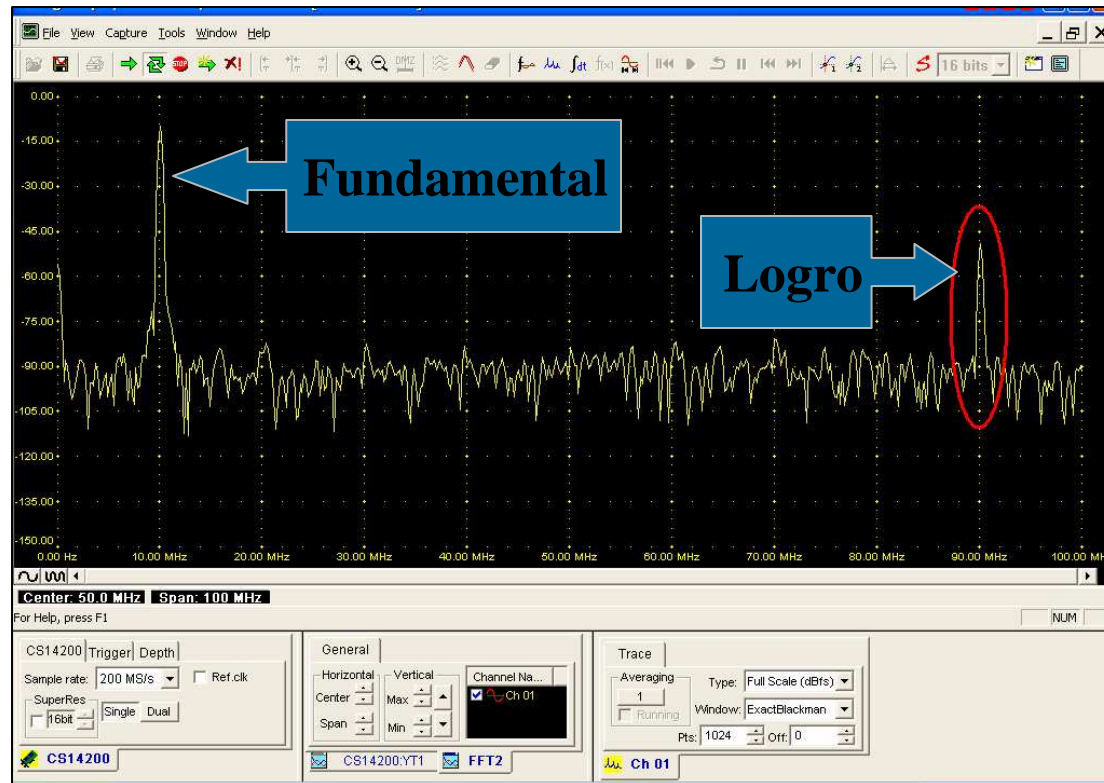 File View Capture Tools Window Help
16 bits
0.00
-15.00
-30.00
-45.00
-60.00
-75.00
-90.00
-105.00
-120.00
-135.00
-150.00
Fundamental
Logro
0.00 Hz 10.00 MHz 20.00 MHz 30.00 MHz 40.00 MHz 50.00 MHz 60.00 MHz 70.00 MHz 80.00 MHz 90.00 MHz 100.00
Center: 50.0 MHz Span: 100 MHz
For Help, press F1
NUM
CS14200 Trigger Depth
Sample rate: 200 MS/s Ref.clk
SuperRes
16bit Single Dual
CS14200
General
Horizontal Vertical Channel Na...
Center Max Ch 01
Span Min
CS14200:YT1 FFT2
Trace
Averaging Type: Full Scale (dBfs)
1
Running Window: ExactBlackman
Pts: 1024 Off: 0
Ch 01